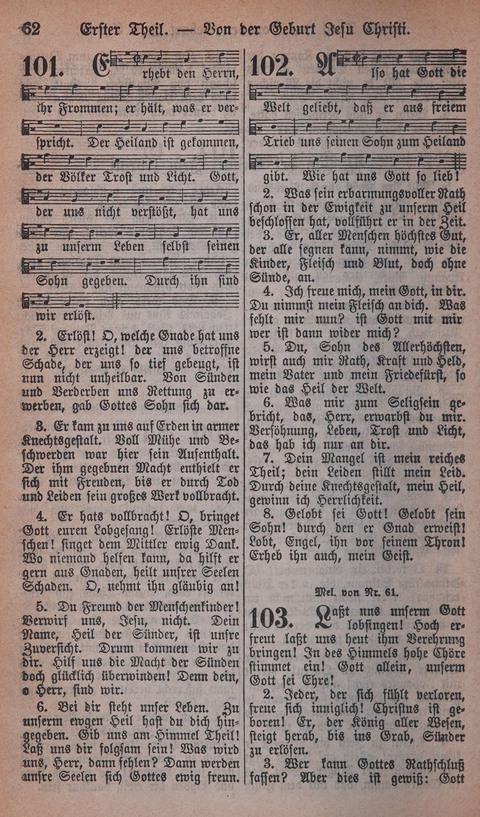 62 Erster Theil. — Von der Geburt Jesu Christi.
101. Erhebt den Herrn,
ihr Frommen; er hält, was er ver-
spricht. Der Heiland ist gekommen,
der Völker Trost und Licht. Gott,
der uns nicht verstößt, hat uns
zu unserm Leben selbst seinen
Sohn gegeben. Durch ihn sind
wir erlöst.
2. Erlöst! O, welche Gnade hat uns
der Herr erzeigt! der uns betroffne
Schade, der uns so tief gebeugt, ist
nun nicht unheilbar. Von Sünden
und Verderben uns Rettung zu er-
werben, gab Gottes Sohn sich dar.
3. Er kam zu uns auf Erden in armer
Knechtsgestalt. Voll Mühe und Be-
schwerden war hier sein Aufenthalt.
Der ihm gegebnen Macht enthielt er
sich mit Freuden, bis er durch Tod
und Leiden sein großes Werk vollbracht.
4. Er hats vollbracht! O, bringet
Gott euren Lobgesang! Erlöste Men-
schen! singet dem Mittler ewig Dank.
Wo niemand helfen kann, da hilft er
gern aus Gnaden, heilt unsrer Seelen
Schaden. O, nehmt ihn gläubig an!
5. Du Freund der Menschenkinder!
Verwirf uns, Jesu, nicht. Dein
Name, Heil der Sünder, ist unsre
Zuversicht. Drum kommen wir zu
dir. Hilf uns die Macht der Sünden
doch glücklich überwinden! Denn dein,
o Herr, sind wir.
6. Bei dir steht unser Leben. Zu
unserm ewgen Heil hast du dich hin-
gegeben. Gib uns am Himmel Theil!
Laß uns dir folgsam sein! Was wird
uns, Herr, dann fehlen? Dann werden
unsre Seelen sich Gottes ewig freun.
102. Also hat Gott die
Welt geliebt, daß er aus freiem
Trieb uns seinen Sohn zum Heiland
gibt. Wie hat uns Gott so lieb!
2. Was sein erbarmungsvoller Rath
schon in der Ewigkeit zu unserm Heil
beschlossen hat, vollführt er in der Zeit.
3. Er, aller Menschen höchstes Gut,
der alle segnen kann, nimmt, wie die
Kinder, Fleisch und Blut, doch ohne
Sünde, an.
4. Ich freue mich, mein Gott, in dir.
Du nimmst mein Fleisch an dich. Was
fehlt mir nun? ist Gott mit mir
wer ist dann wider mich?
5. Du, Sohn des Allerhöchsten,
wirst auch mir Rath, Kraft und Held,
mein Vater und mein Friedefürst, so
wie das Heil der Welt.
6. Was mir zum Seligsein ge-
bricht, das, Herr, erwarbst du mir.
Versöhnung, Leben, Trost und Licht,
das hab ich nur an dir.
7. Dein Mangel ist mein reiches
Theil; dein Leiden stillt mein Leid.
Durch deine Knechtsgestalt, mein Heil,
gewinn ich Herrlichkeit.
8. Gelobt sei Gott! Gelobt sein
Sohn! durch den er Gnad erweist!
Lobt, Engel, ihn vor seinem Thron!
Erheb ihn auch, mein Geist.
Mel. von Nr. 61.
103. Laßt uns unserm Gott
lobsingen! Hoch er-
freut laßt uns heut ihm Verehrung
bringen! In des Himmels hohe Chöre
stimmet ein! Gott allein, unserm
Gott sei Ehre!
2. Jeder, der sich fühlt verloren,
freue sich inniglich! Christus ist ge-
boren! Er, der König aller Wesen,
steigt herab, bis ins Grab, Sünder
zu erlösen.
3. Wer kann Gottes Rathschluß
fassen? Aber dies ist gewiß: Gott